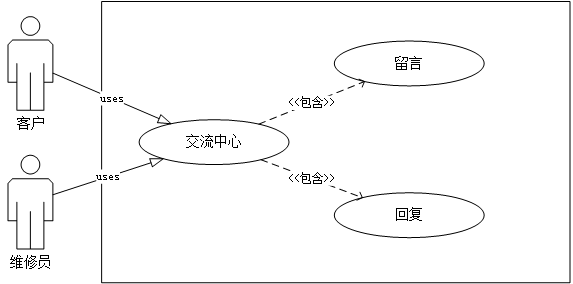 客户
uses
留言
<<包含>>
交流中心
uses
<<包含>>
回复
维修员